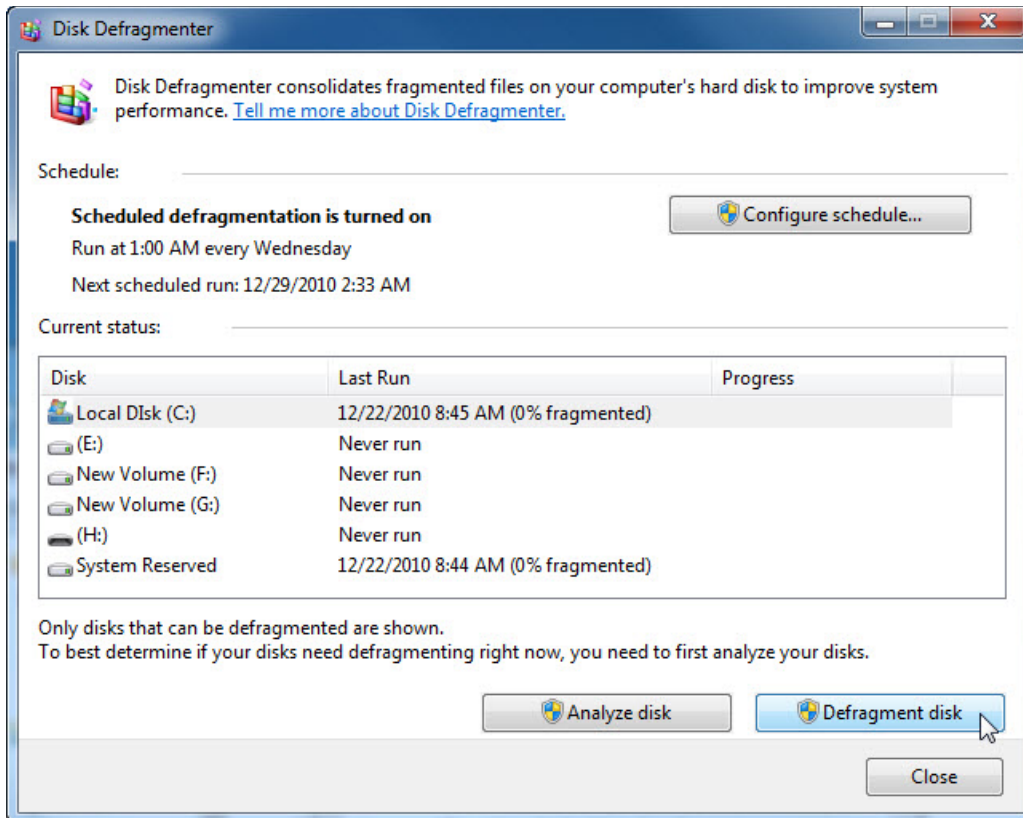 Disk Defragmenter
Disk Defragmenter consolidates fragmented files on your computer's hard disk to improve system
performance. Tell me more about Disk Defragmenter.
Schedule:
Scheduled defragmentation is turned on
Configure schedule...
Run at 1:00 AM every Wednesday
Next scheduled run: 12/29/2010 2:33 AM
Current status:
Disk Last Run Progress
Local DIsk (C:) 12/22/2010 8:45 AM (0% fragmented)
(E:) Never run
New Volume (F:) Never run
New Volume (G:) Never run
(H:) Never run
System Reserved 12/22/2010 8:44 AM (0% fragmented)
Only disks that can be defragmented are shown.
To best determine if your disks need defragmenting right now, you need to first analyze your disks.
Analyze disk Defragment disk
Close